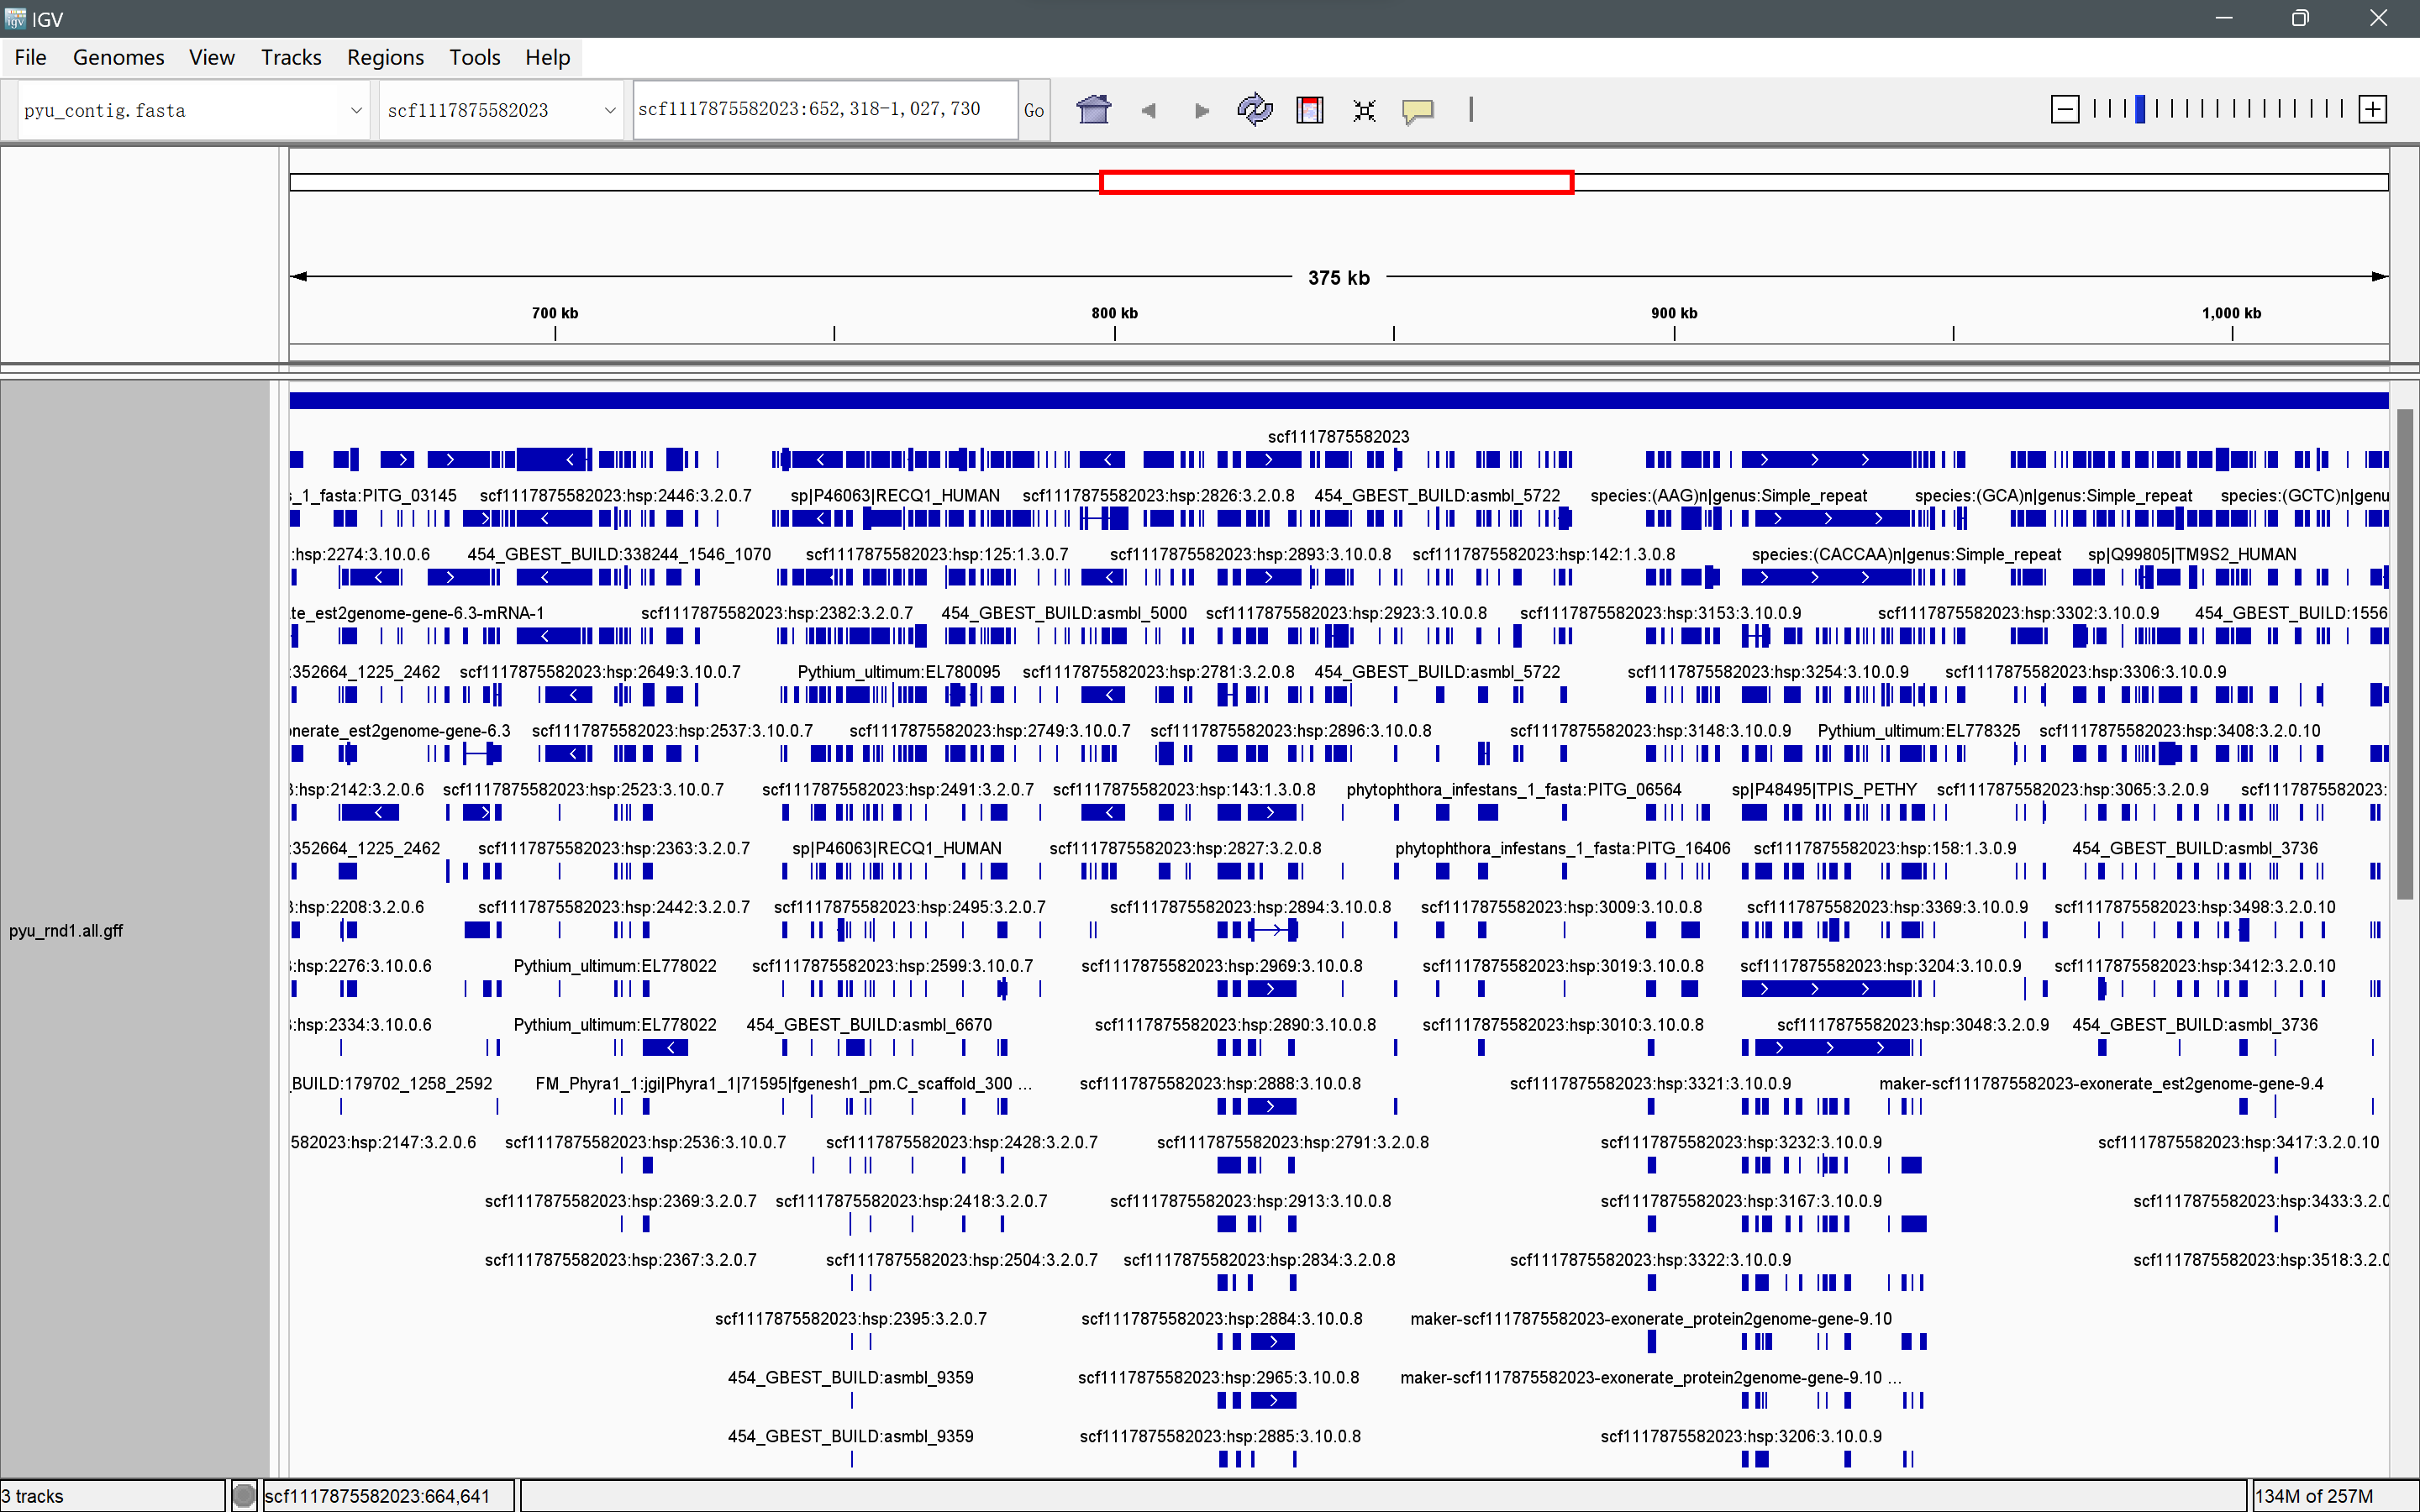 IGV
File Genomes View Tracks Regions Tools Help
pyu_contig.fasta scf1117875582023 scf1117875582023:652,318-1,027,730 Go
375 kb
700 kb 800 kb 900 kb 1,000 kb
scf1117875582023
s_1_fasta:PITG_03145 scf1117875582023:hsp:2446:3.2.0.7 sp|P46063|RECQ1_HUMAN scf1117875582023:hsp:2826:3.2.0.8 454_GBEST_BUILD:asmbl_5722 species:(AAG)n|genus:Simple_repeat species:(GCA)n|genus:Simple_repeat species:(GCTC)n|genu
:hsp:2274:3.10.0.6 454_GBEST_BUILD:338244_1546_1070 scf1117875582023:hsp:125:1.3.0.7 scf1117875582023:hsp:2893:3.10.0.8 scf1117875582023:hsp:142:1.3.0.8 species:(CACCAA)n|genus:Simple_repeat sp|Q99805|TM9S2_HUMAN
te_est2genome-gene-6.3-mRNA-1 scf1117875582023:hsp:2382:3.2.0.7 454_GBEST_BUILD:asmbl_5000 scf1117875582023:hsp:2923:3.10.0.8 scf1117875582023:hsp:3153:3.10.0.9 scf1117875582023:hsp:3302:3.10.0.9 454_GBEST_BUILD:1556
:352664_1225_2462 scf1117875582023:hsp:2649:3.10.0.7 Pythium_ultimum:EL780095 scf1117875582023:hsp:2781:3.2.0.8 454_GBEST_BUILD:asmbl_5722 scf1117875582023:hsp:3254:3.10.0.9 scf1117875582023:hsp:3306:3.10.0.9
nerate_est2genome-gene-6.3 scf1117875582023:hsp:2537:3.10.0.7 scf1117875582023:hsp:2749:3.10.0.7 scf1117875582023:hsp:2896:3.10.0.8 scf1117875582023:hsp:3148:3.10.0.9 Pythium_ultimum:EL778325 scf1117875582023:hsp:3408:3.2.0.10
3:hsp:2142:3.2.0.6 scf1117875582023:hsp:2523:3.10.0.7 scf1117875582023:hsp:2491:3.2.0.7 scf1117875582023:hsp:143:1.3.0.8 phytophthora_infestans_1_fasta:PITG_06564 sp|P48495|TPIS_PETHY scf1117875582023:hsp:3065:3.2.0.9 scf1117875582023:
:352664_1225_2462 scf1117875582023:hsp:2363:3.2.0.7 sp|P46063|RECQ1_HUMAN scf1117875582023:hsp:2827:3.2.0.8 phytophthora_infestans_1_fasta:PITG_16406 scf1117875582023:hsp:158:1.3.0.9 454_GBEST_BUILD:asmbl_3736
3:hsp:2208:3.2.0.6 scf1117875582023:hsp:2442:3.2.0.7 scf1117875582023:hsp:2495:3.2.0.7 scf1117875582023:hsp:2894:3.10.0.8 scf1117875582023:hsp:3009:3.10.0.8 scf1117875582023:hsp:3369:3.10.0.9 scf1117875582023:hsp:3498:3.2.0.10
pyu_rnd1.all.gff
3:hsp:2276:3.10.0.6 Pythium_ultimum:EL778022 scf1117875582023:hsp:2599:3.10.0.7 scf1117875582023:hsp:2969:3.10.0.8 scf1117875582023:hsp:3019:3.10.0.8 scf1117875582023:hsp:3204:3.10.0.9 scf1117875582023:hsp:3412:3.2.0.10
3:hsp:2334:3.10.0.6 Pythium_ultimum:EL778022 454_GBEST_BUILD:asmbl_6670 scf1117875582023:hsp:2890:3.10.0.8 scf1117875582023:hsp:3010:3.10.0.8 scf1117875582023:hsp:3048:3.2.0.9 454_GBEST_BUILD:asmbl_3736
_BUILD:179702_1258_2592 FM_Phyra1_1:jgi|Phyra1_1|71595|fgenesh1_pm.C_scaffold_300 ... scf1117875582023:hsp:2888:3.10.0.8 scf1117875582023:hsp:3321:3.10.0.9 maker-scf1117875582023-exonerate_est2genome-gene-9.4
582023:hsp:2147:3.2.0.6 scf1117875582023:hsp:2536:3.10.0.7 scf1117875582023:hsp:2428:3.2.0.7 scf1117875582023:hsp:2791:3.2.0.8 scf1117875582023:hsp:3232:3.10.0.9 scf1117875582023:hsp:3417:3.2.0.10
scf1117875582023:hsp:2369:3.2.0.7 scf1117875582023:hsp:2418:3.2.0.7 scf1117875582023:hsp:2913:3.10.0.8 scf1117875582023:hsp:3167:3.10.0.9 scf1117875582023:hsp:3433:3.2.0
scf1117875582023:hsp:2367:3.2.0.7 scf1117875582023:hsp:2504:3.2.0.7 scf1117875582023:hsp:2834:3.2.0.8 scf1117875582023:hsp:3322:3.10.0.9 scf1117875582023:hsp:3518:3.2.0
scf1117875582023:hsp:2395:3.2.0.7 scf1117875582023:hsp:2884:3.10.0.8 maker-scf1117875582023-exonerate_protein2genome-gene-9.10
454_GBEST_BUILD:asmbl_9359 scf1117875582023:hsp:2965:3.10.0.8 maker-scf1117875582023-exonerate_protein2genome-gene-9.10 ...
454_GBEST_BUILD:asmbl_9359 scf1117875582023:hsp:2885:3.10.0.8 scf1117875582023:hsp:3206:3.10.0.9
3 tracks scf1117875582023:664,641 134M of 257M